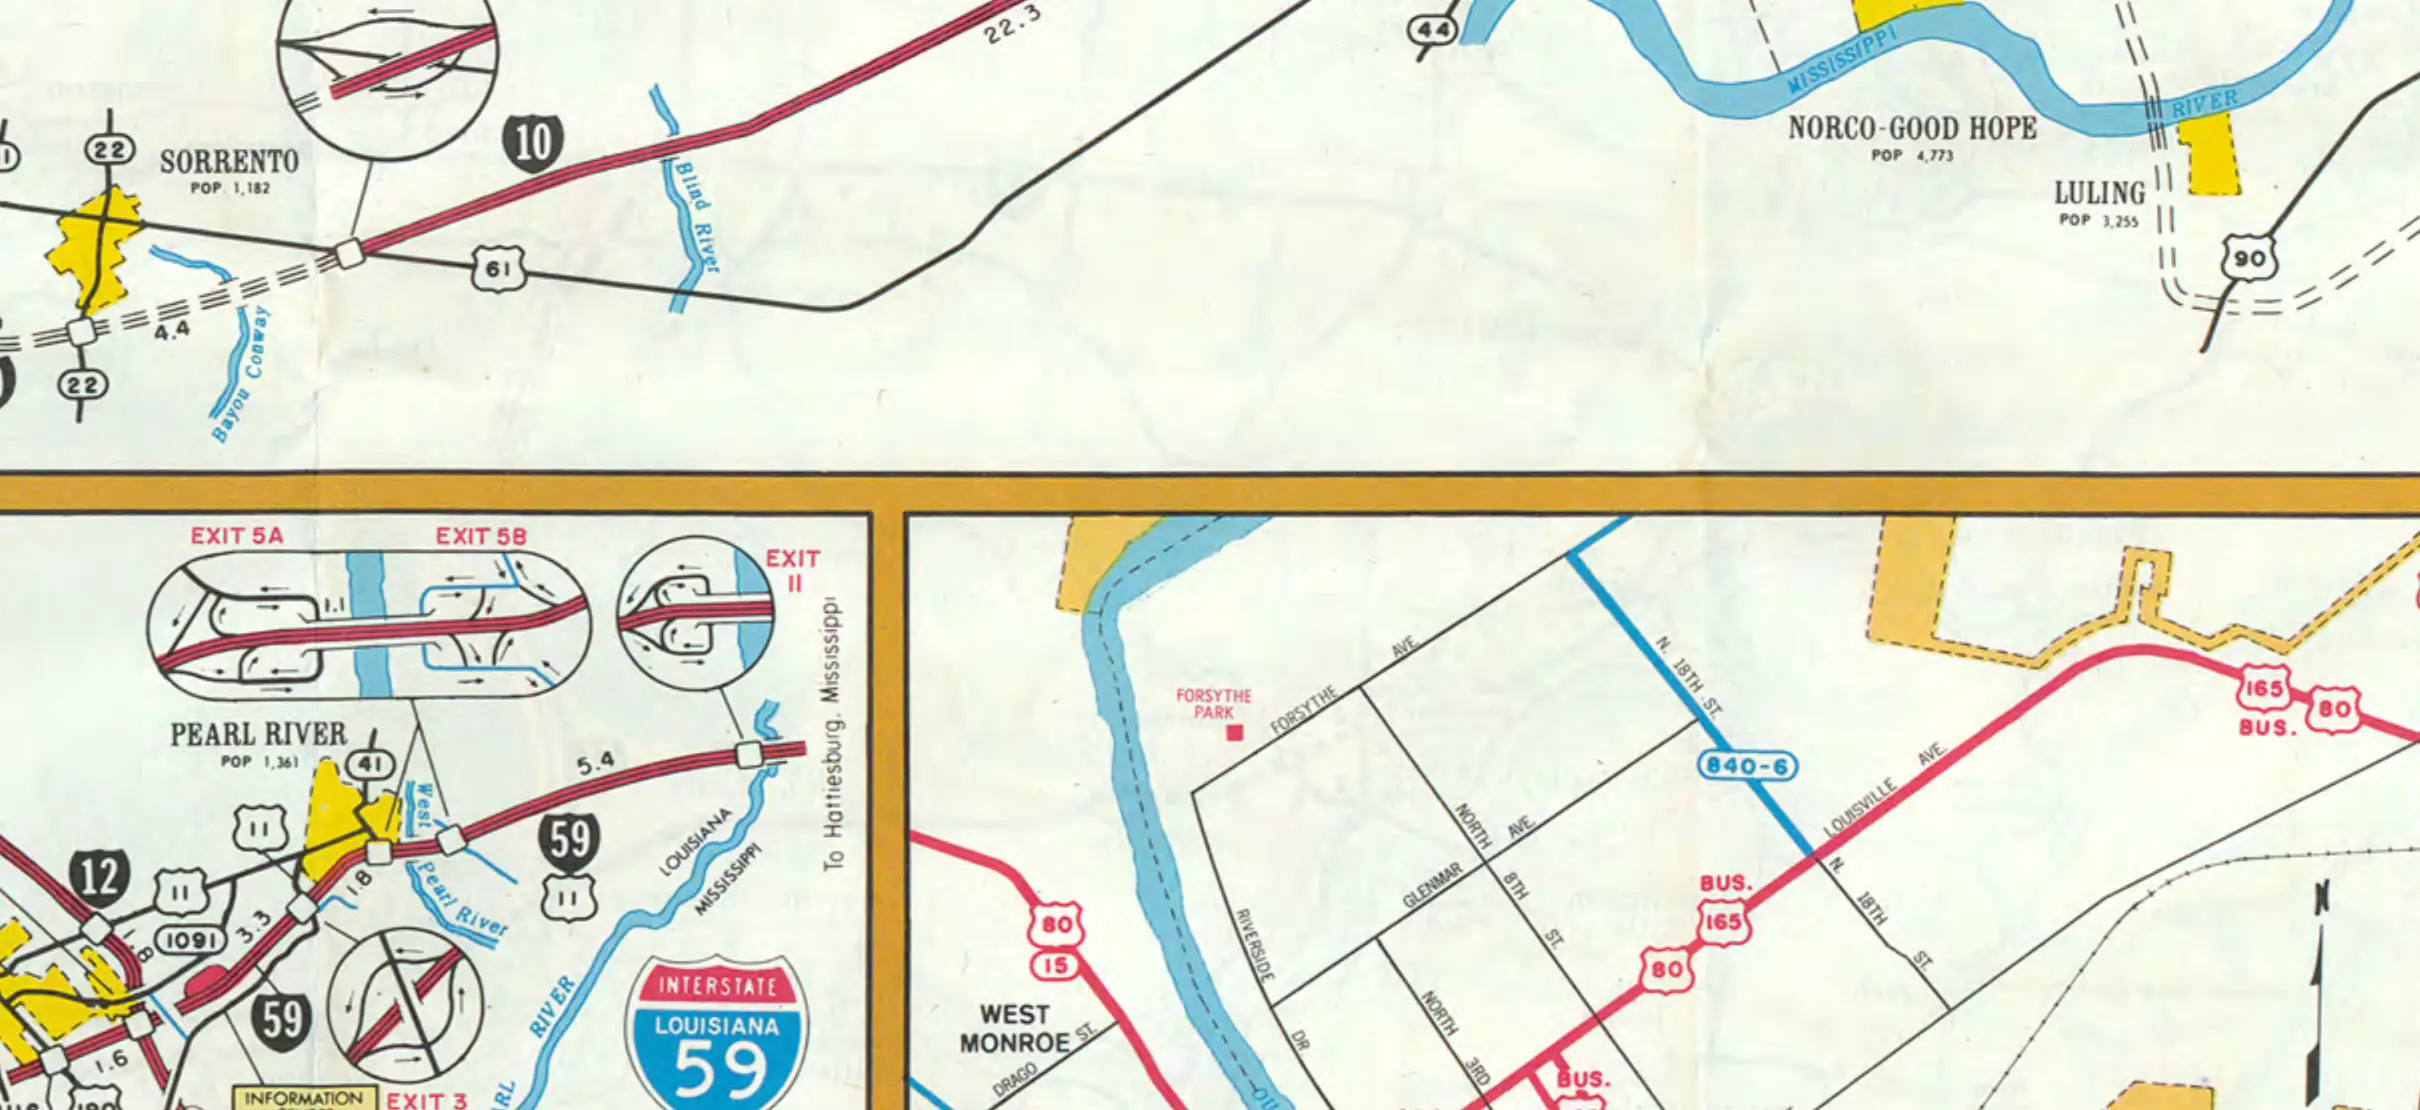 22.3
44
MISSISSIPPI
RIVER
NORCO-GOOD HOPE
POP 4,773
LULING
POP 3,255
90
22
SORRENTO
POP. 1,182
10
Blind River
61
4.4
22
Bayou Conway
EXIT 5A
EXIT 5B
EXIT
11
1.1
To Hattiesburg, Mississippi
PEARL RIVER
POP 1,361
41
5.4
11
West
Pearl River
59
11
LOUISIANA
MISSISSIPPI
12
11
1.8
1091
3.3
.8
59
RIVER
INTERSTATE
LOUISIANA
59
1.6
190
INFORMATION
EXIT 3
FORSYTHE
PARK
FORSYTHE AVE.
N. 18TH ST.
840-6
165
BUS.
80
LOUISVILLE AVE.
NORTH 8TH ST.
GLENMAR AVE.
BUS.
165
80
N. 18TH ST.
N
80
15
RIVERSIDE DR
NORTH 3RD
WEST
MONROE
DRAGO ST.
BUS.